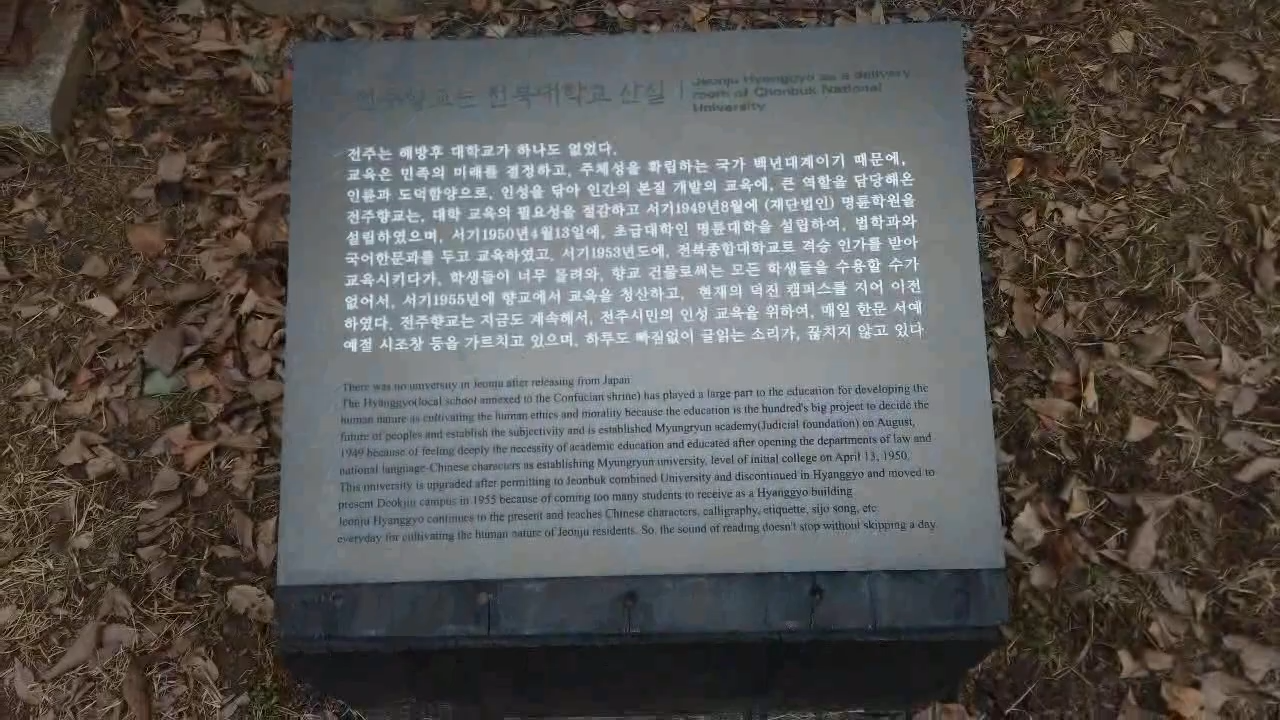 전주향교는 전북대학교 산실
Jeonju Hyanggyo as a delivery
room of Chonbuk National
University
전주는 해방후 대학교가 하나도 없었다.
교육은 민족의 미래를 결정하고, 주체성을 확립하는 국가 백년대계이기 때문에,
인륜과 도덕함양으로, 인성을 닦아 인간의 본질 개발의 교육에, 큰 역할을 담당해온
전주향교는, 대학 교육의 필요성을 절감하고 서기1949년8월에 (재단법인) 명륜학원을
설립하였으며, 서기1950년4월13일에, 초급대학인 명륜대학을 설립하여, 법학과와
국어한문과를 두고 교육하였고, 서기1953년도에, 전북종합대학교로 격승 인가를 받아
교육시키다가, 학생들이 너무 몰려와, 향교 건물로써는 모든 학생들을 수용할 수가
없어서, 서기1955년에 향교에서 교육을 청산하고, 현재의 덕진 캠퍼스를 지어 이전
하였다. 전주향교는 지금도 계속해서, 전주시민의 인성 교육을 위하여, 매일 한문 서예
예절 시조창 등을 가르치고 있으며, 하루도 빠짐없이 글읽는 소리가, 끊치지 않고 있다
There was no university in Jeonju after releasing from Japan
The Hyanggyo(local school annexed to the Confucian shrine) has played a large part to the education for developing the
human nature as cultivating the human ethics and morality because the education is the hundred's big project to decide the
future of peoples and establish the subjectivity and is established Myungryun academy(Judicial foundation) on August,
1949 because of feeling deeply the necessity of academic education and educated after opening the departments of law and
national language-Chinese characters as establishing Myungryun university, level of initial college on April 13, 1950.
This university is upgraded after permitting to Jeonbuk combined University and discontinued in Hyanggyo and moved to
present Deokjin campus in 1955 because of coming too many students to receive as a Hyanggyo building
Jeonju Hyanggyo continues to the present and teaches Chinese characters, calligraphy, etiquette, sijo song, etc
everyday for cultivating the human nature of Jeonju residents. So, the sound of reading doesn't stop without skipping a day.